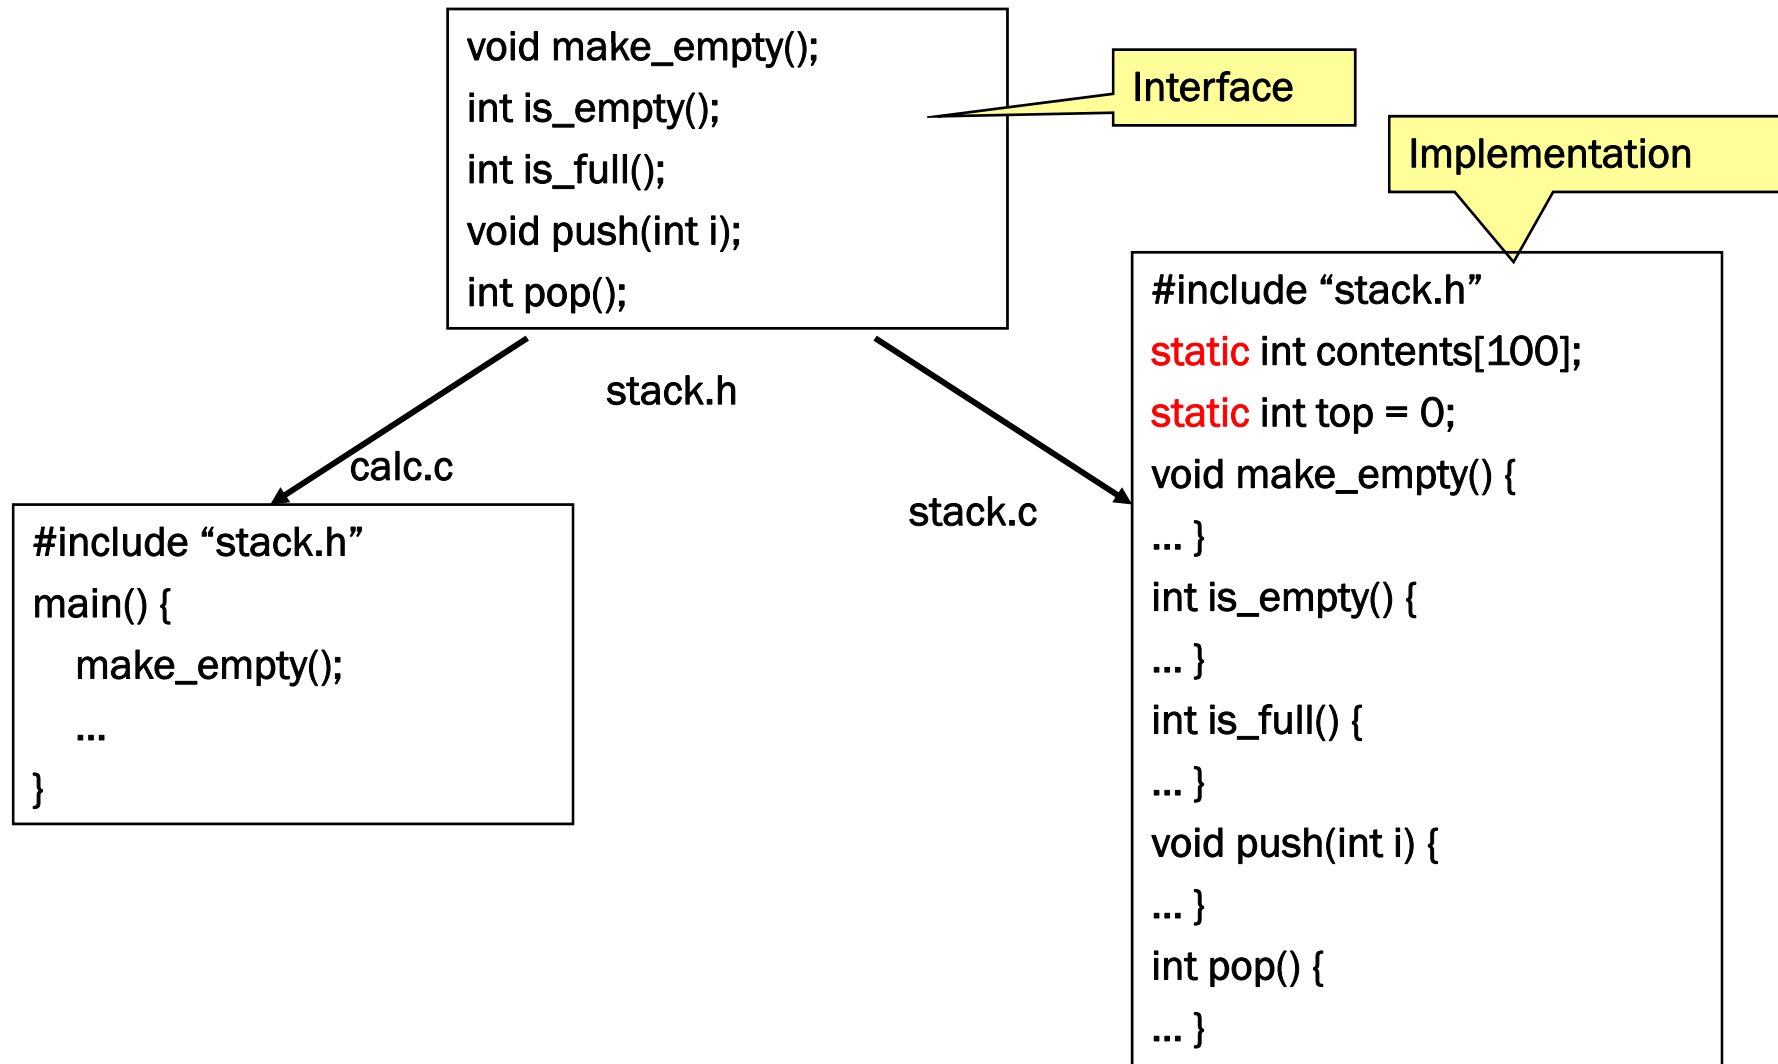 void make_empty();
int is_empty();
int is_full();
void push(int i);
int pop();
Interface
Implementation
stack.h
calc.c
#include “stack.h”
main() {
make_empty();
...
}
stack.c
#include “stack.h”
static int contents[100];
static int top = 0;
void make_empty() {
... }
int is_empty() {
... }
int is_full() {
... }
void push(int i) {
... }
int pop() {
... }